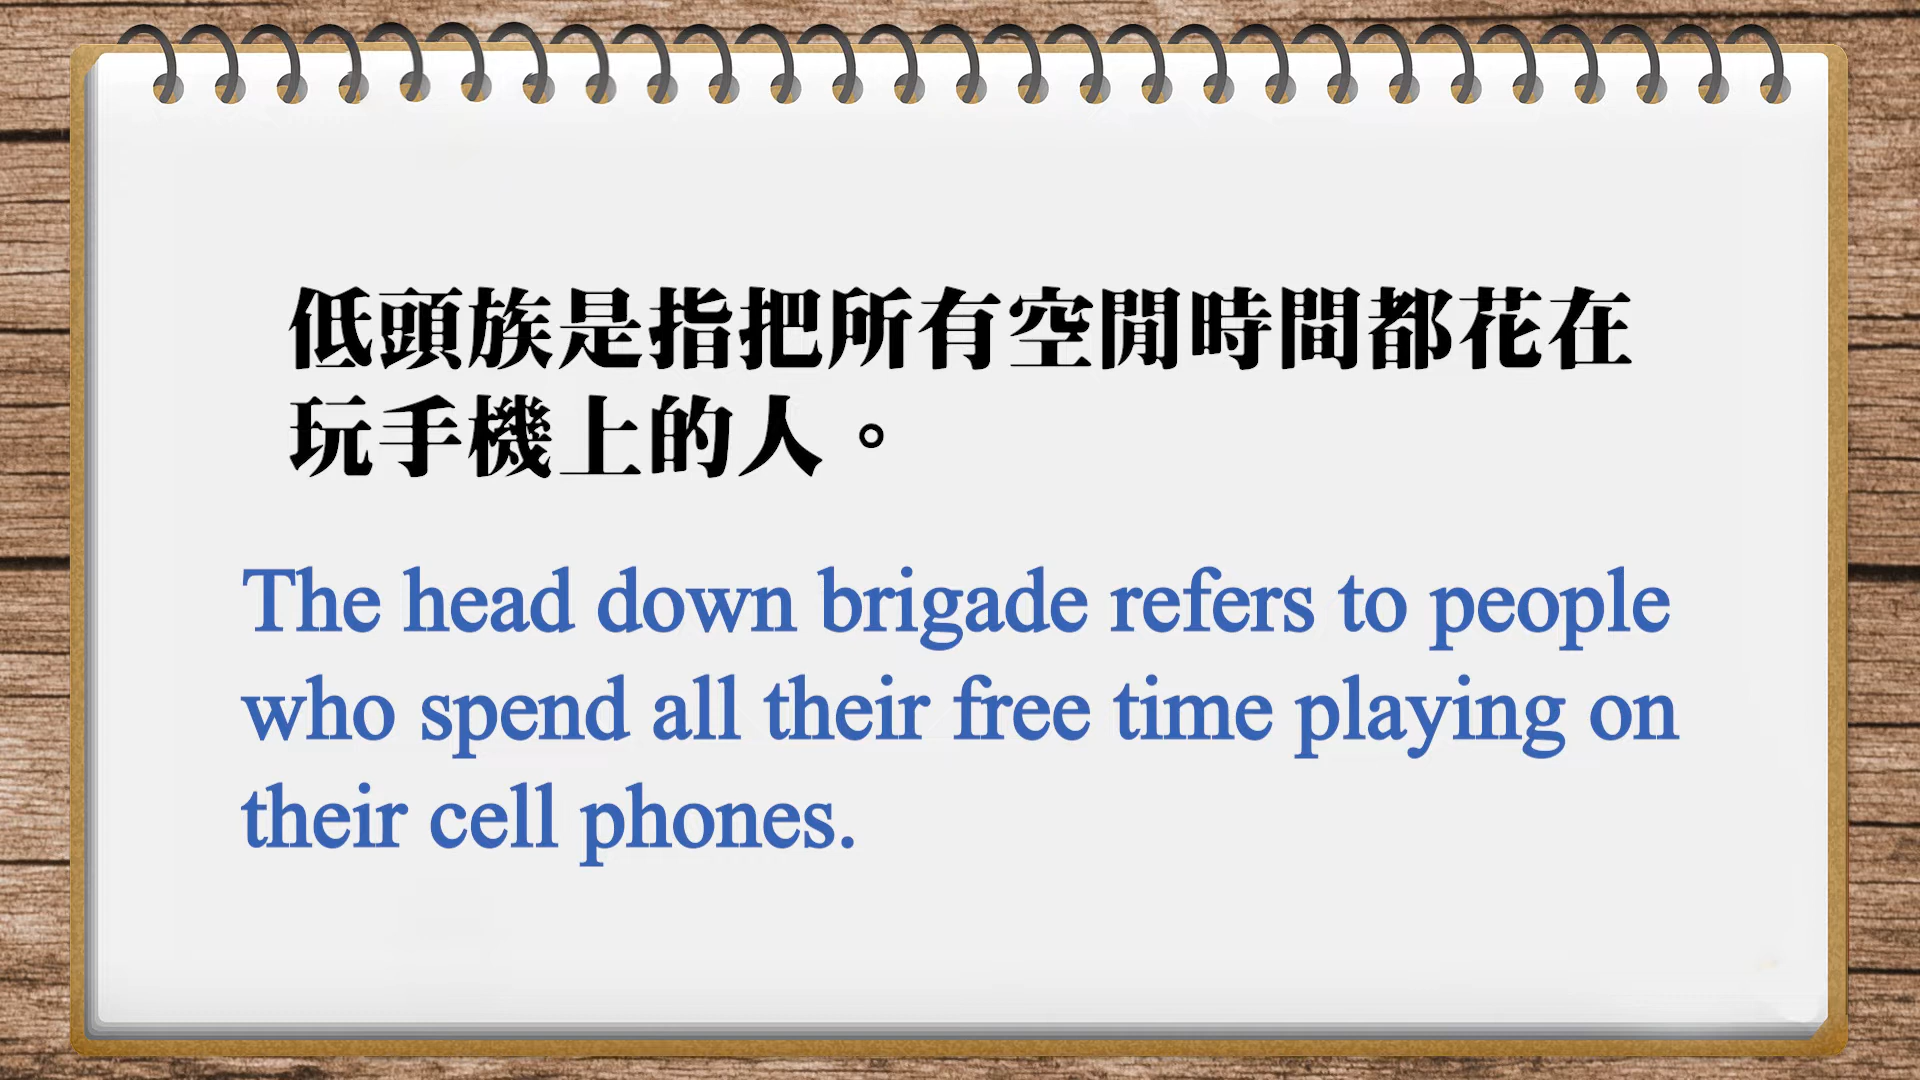 低頭族是指把所有空閒時間都花在
玩手機上的人。
The head down brigade refers to people
who spend all their free time playing on
their cell phones.